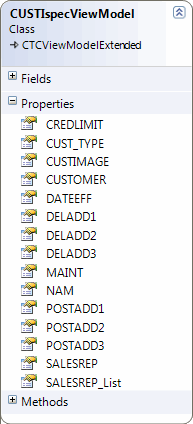 CUSTIspecViewModel
Class
CTCViewModelExtended
Fields
Properties
CREDLIMIT
CUST_TYPE
CUSTIMAGE
CUSTOMER
DATEEFF
DELADD1
DELADD2
DELADD3
MAINT
NAM
POSTADD1
POSTADD2
POSTADD3
SALESREP
SALESREP_List
Methods